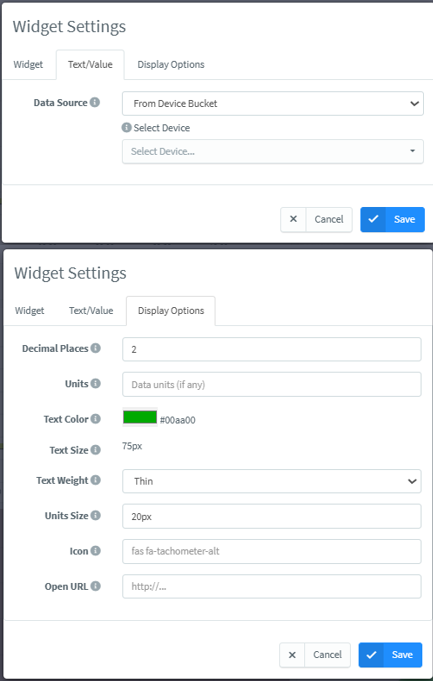 Widget Settings
Widget Text/Value Display Options
Data Source From Device Bucket
Select Device
Select Device...
Cancel Save
Widget Settings
Widget Text/Value Display Options
Decimal Places 2
Units Data units (if any)
Text Color #00aa00
Text Size 75px
Text Weight Thin
Units Size 20px
Icon fas fa-tachometer-alt
Open URL http://...
Cancel Save